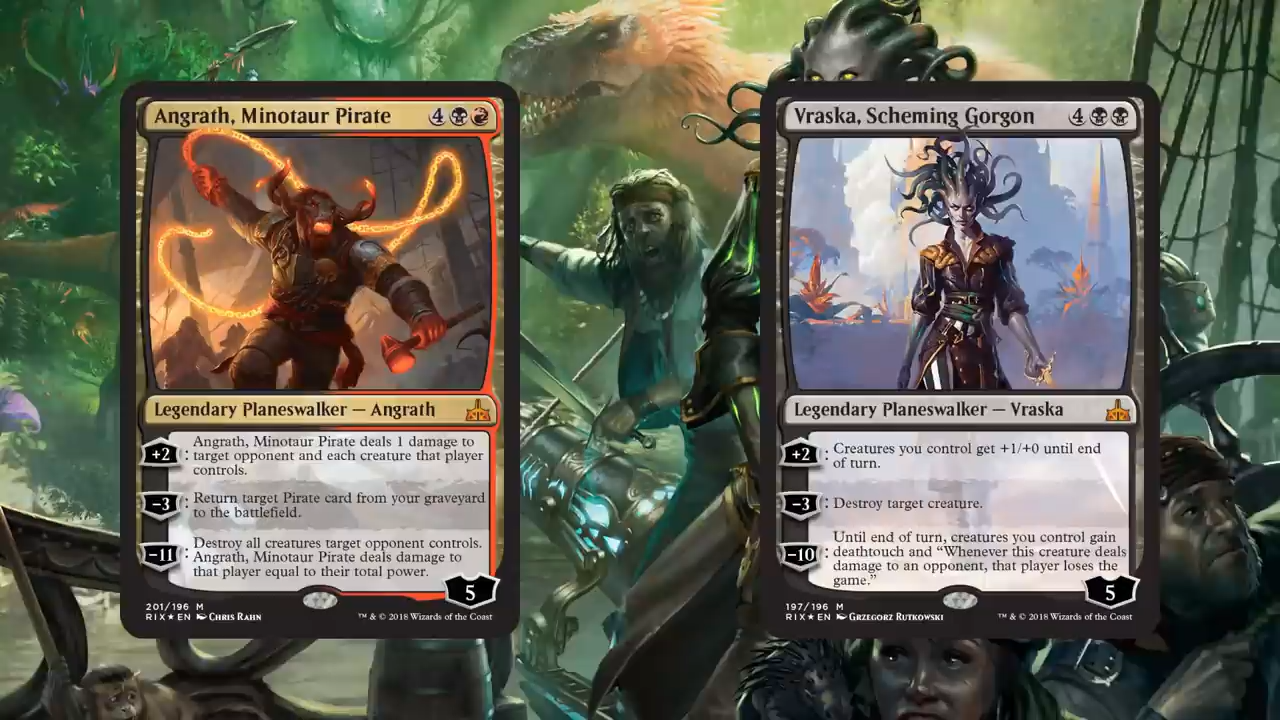 Angrath, Minotaur Pirate 4
Legendary Planeswalker — Angrath
+2: Angrath, Minotaur Pirate deals 1 damage to
target opponent and each creature that player
controls.
−3: Return target Pirate card from your graveyard
to the battlefield.
−11: Destroy all creatures target opponent controls.
Angrath, Minotaur Pirate deals damage to
that player equal to their total power.
5
201/196 M
RIX★EN Chris Rahn ™ & © 2018 Wizards of the Coast
Vraska, Scheming Gorgon 4
Legendary Planeswalker — Vraska
+2: Creatures you control get +1/+0 until end
of turn.
−3: Destroy target creature.
−10: Until end of turn, creatures you control gain
deathtouch and “Whenever this creature deals
damage to an opponent, that player loses the
game.”
5
197/196 M
RIX★EN Grzegorz Rutkowski ™ & © 2018 Wizards of the Coast